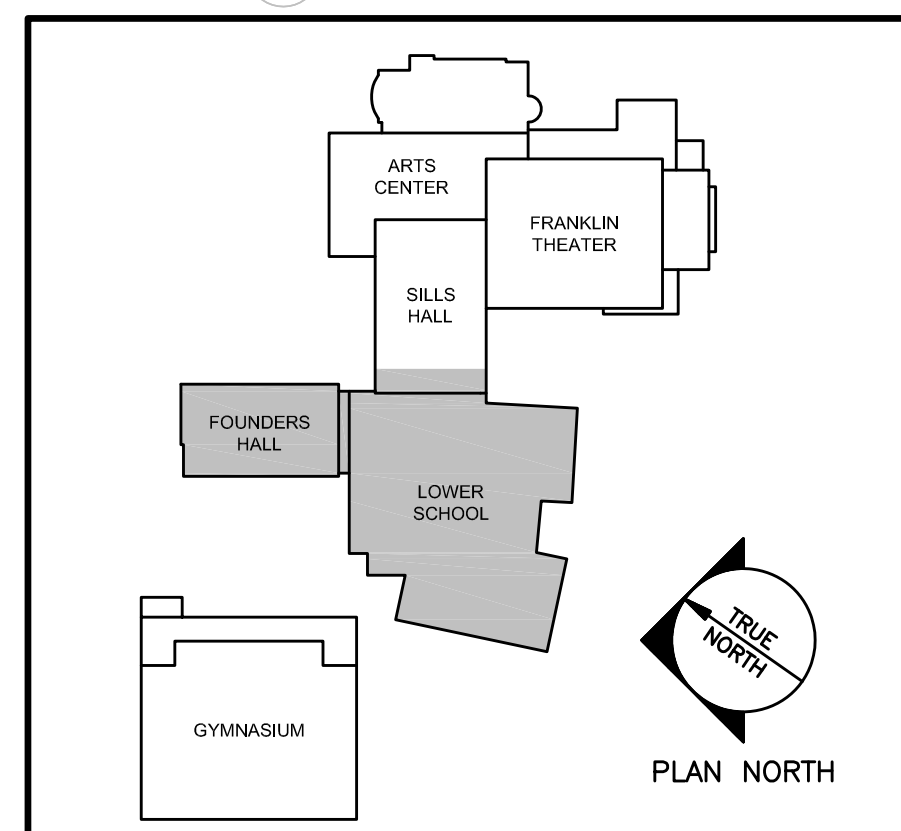 ARTS
CENTER
FRANKLIN
THEATER
SILLS
HALL
FOUNDERS
HALL
LOWER
SCHOOL
GYMNASIUM
TRUE
NORTH
PLAN NORTH